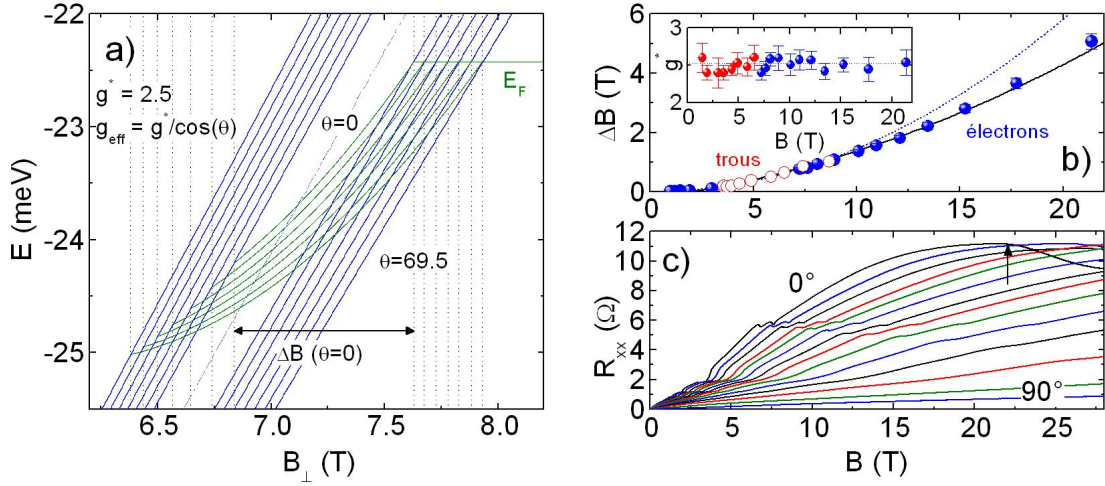 a)
g* = 2.5
g_eff = g*/cos(θ)
θ=0
E_F
θ=69.5
ΔB (θ=0)
E (meV)
-22
-23
-24
-25
6.5 7.0 7.5 8.0
B⊥ (T)
b)
ΔB (T)
6
4
2
0
0 5 10 15 20
g*
3
2
0 5 10 15 20
B (T)
trous
électrons
c)
R_xx (Ω)
12
10
8
6
4
2
0
0°
90°
0 5 10 15 20 25
B (T)